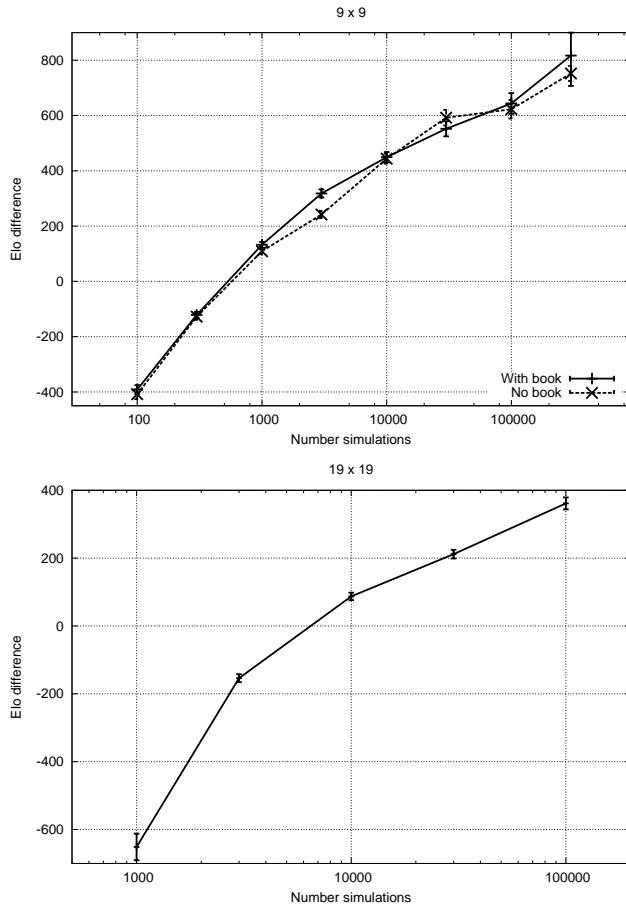 9 x 9
800
600
400
200
0
-200
-400
Elo difference
100
1000
10000
100000
Number simulations
With book
No book
19 x 19
400
200
0
-200
-400
-600
Elo difference
1000
10000
100000
Number simulations